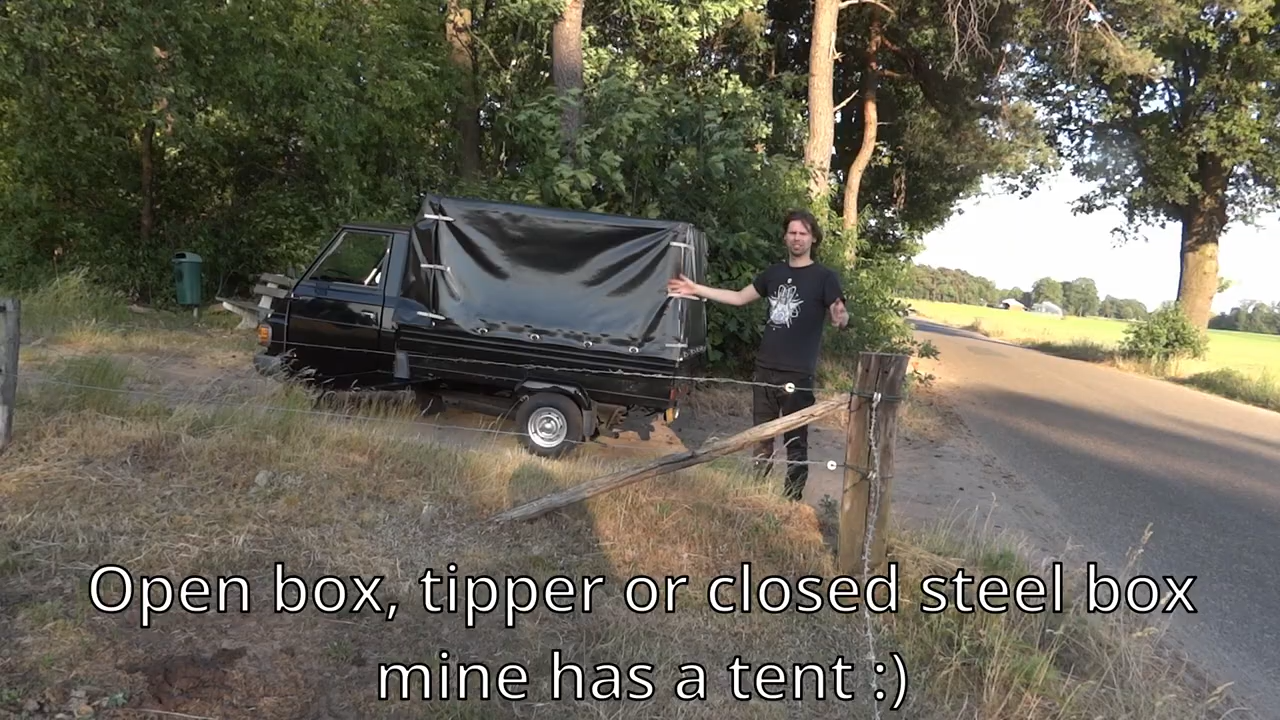 Open box, tipper or closed steel box
mine has a tent :)